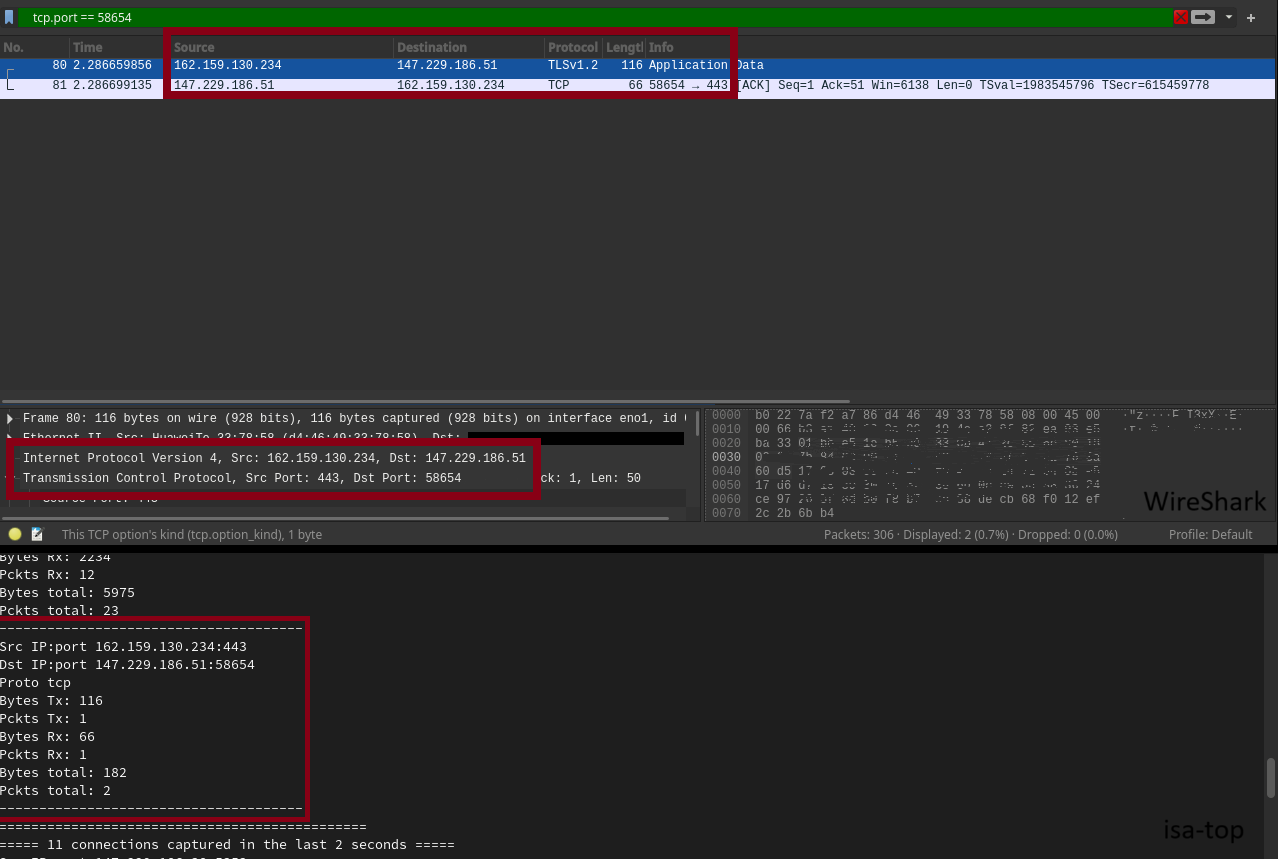 tcp.port == 58654
No. Time Source Destination Protocol Lengtl Info
80 2.286659856 162.159.130.234 147.229.186.51 TLSv1.2 116 Application Data
81 2.286699135 147.229.186.51 162.159.130.234 TCP 66 58654 → 443 [ACK] Seq=1 Ack=51 Win=6138 Len=0 TSval=1983545796 TSecr=615459778
Frame 80: 116 bytes on wire (928 bits), 116 bytes captured (928 bits) on interface eno1, id
Ethernet II, Src: HuaweiTe_33:78:58 (d4:46:49:33:78:58), Dst:
Internet Protocol Version 4, Src: 162.159.130.234, Dst: 147.229.186.51
Transmission Control Protocol, Src Port: 443, Dst Port: 58654 ck: 1, Len: 50
Source Port: 443
0000 b0 22 7a f2 a7 86 d4 46 49 33 78 58 08 00 45 00 ·"z····F I3xX··E·
0010 00 66
0020 ba 33 01
0030
0040 60 d5 17
0050 17 d6
0060 ce 97 de cb 68 f0 12 ef
0070 2c 2b 6b b4
WireShark
This TCP option's kind (tcp.option_kind), 1 byte Packets: 306 · Displayed: 2 (0.7%) · Dropped: 0 (0.0%) Profile: Default
Bytes Rx: 2234
Pckts Rx: 12
Bytes total: 5975
Pckts total: 23
--------------------------------------
Src IP:port 162.159.130.234:443
Dst IP:port 147.229.186.51:58654
Proto tcp
Bytes Tx: 116
Pckts Tx: 1
Bytes Rx: 66
Pckts Rx: 1
Bytes total: 182
Pckts total: 2
--------------------------------------
==============================================
===== 11 connections captured in the last 2 seconds =====
isa-top